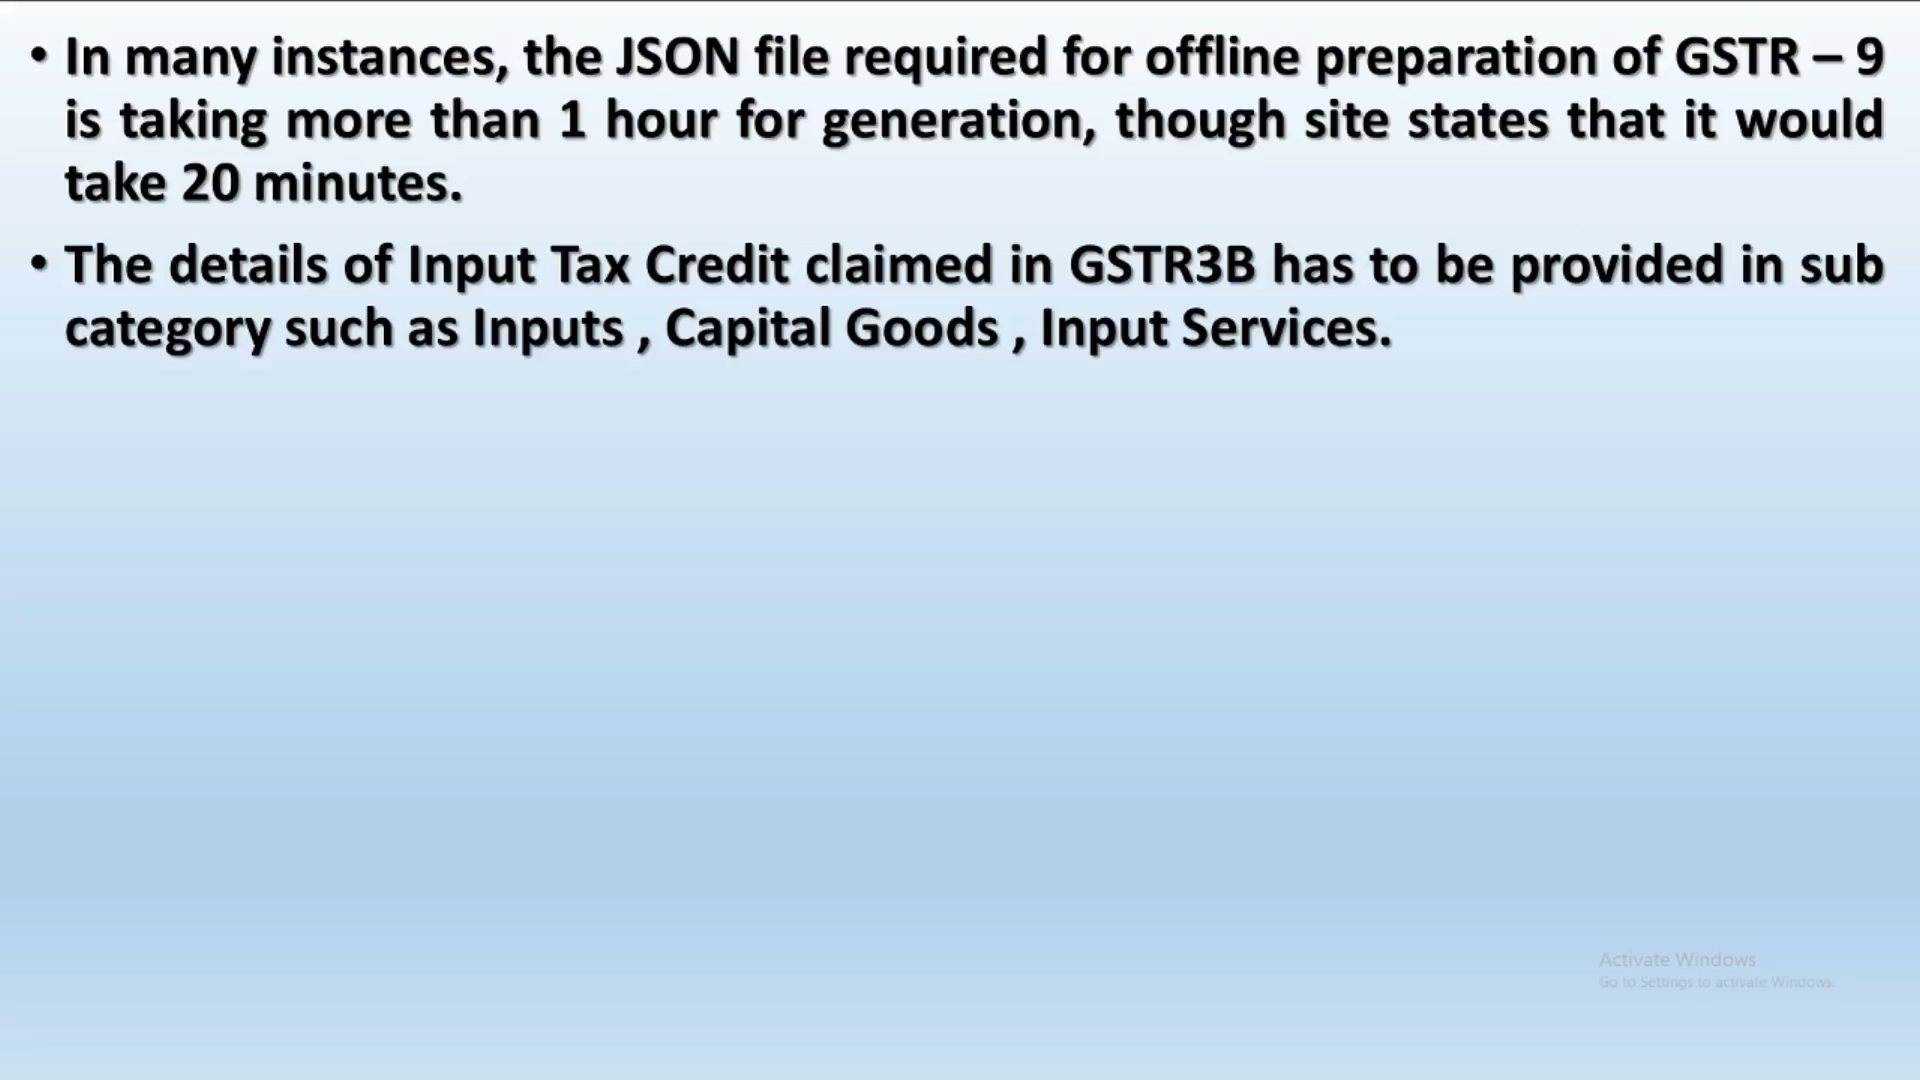 • In many instances, the JSON file required for offline preparation of GSTR – 9
is taking more than 1 hour for generation, though site states that it would
take 20 minutes.
• The details of Input Tax Credit claimed in GSTR3B has to be provided in sub
category such as Inputs , Capital Goods , Input Services.
Activate Windows
Go to Settings to activate Windows.